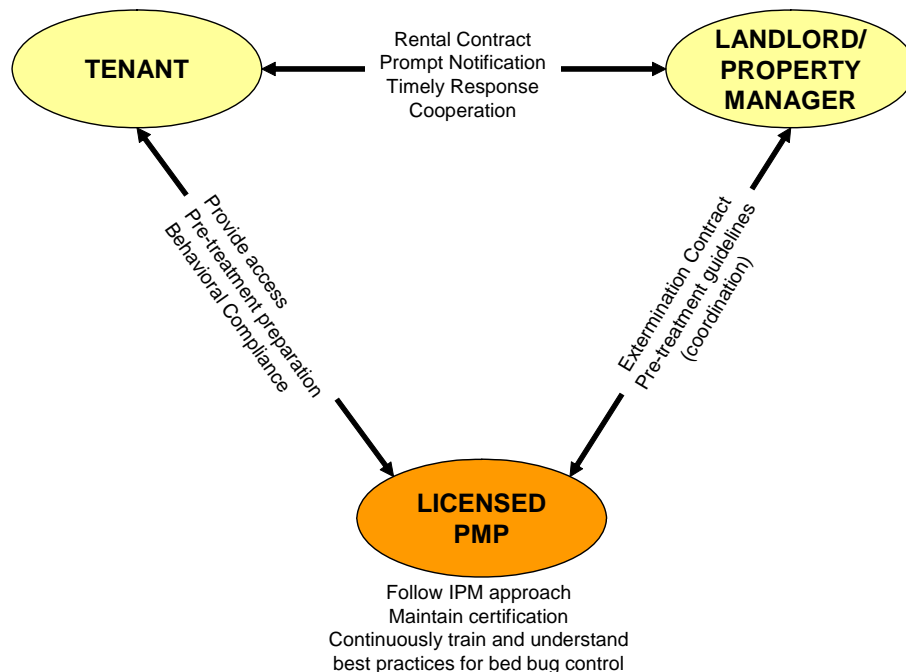 TENANT
Rental Contract
Prompt Notification
Timely Response
Cooperation
LANDLORD/
PROPERTY
MANAGER
Provide access
Pre-treatment preparation
Behavioral Compliance
Extermination Contract
Pre-treatment guidelines
(coordination)
LICENSED
PMP
Follow IPM approach
Maintain certification
Continuously train and understand
best practices for bed bug control